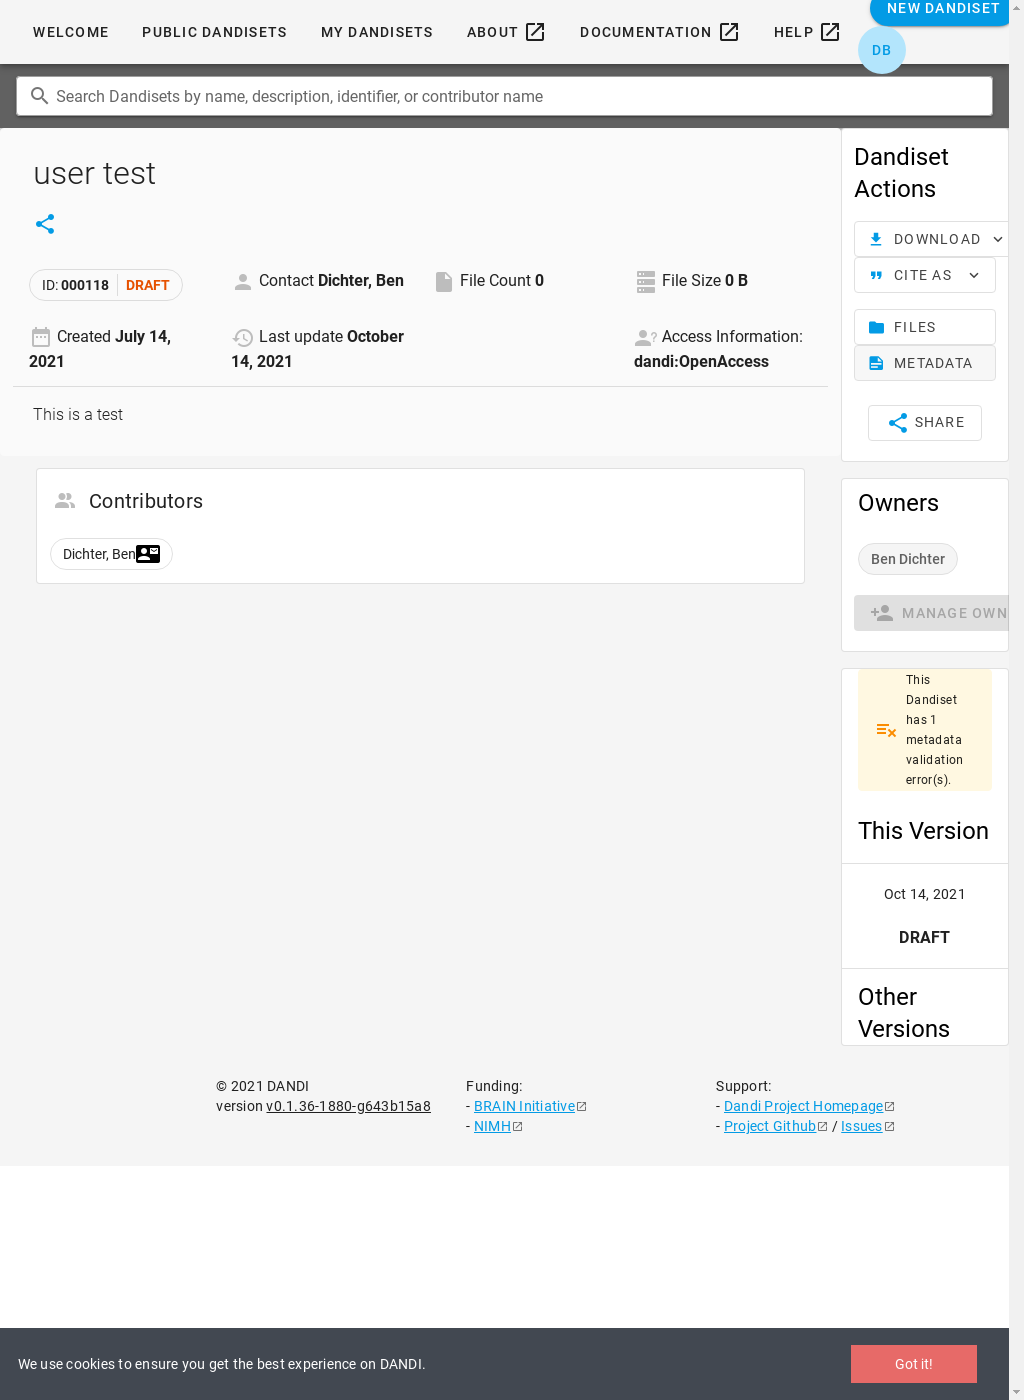 WELCOME PUBLIC DANDISETS MY DANDISETS ABOUT DOCUMENTATION HELP NEW DANDISET
DB
Search Dandisets by name, description, identifier, or contributor name
user test
ID: 000118 DRAFT
Contact Dichter, Ben
File Count 0
File Size 0 B
Created July 14,
2021
Last update October
14, 2021
Access Information:
dandi:OpenAccess
This is a test
Contributors
Dichter, Ben
Dandiset
Actions
DOWNLOAD
CITE AS
FILES
METADATA
SHARE
Owners
Ben Dichter
MANAGE OWN
This
Dandiset
has 1
metadata
validation
error(s).
This Version
Oct 14, 2021
DRAFT
Other
Versions
© 2021 DANDI
version v0.1.36-1880-g643b15a8
Funding:
- BRAIN Initiative
- NIMH
Support:
- Dandi Project Homepage
- Project Github / Issues
We use cookies to ensure you get the best experience on DANDI.
Got it!